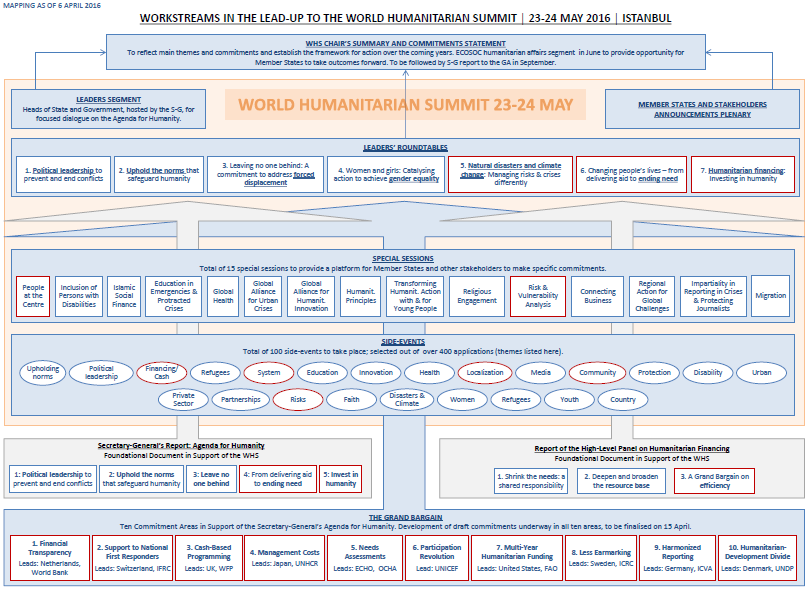 MAPPING AS OF 6 APRIL 2016
WORKSTREAMS IN THE LEAD-UP TO THE WORLD HUMANITARIAN SUMMIT | 23-24 MAY 2016 | ISTANBUL
WHS CHAIR'S SUMMARY AND COMMITMENTS STATEMENT
To reflect main themes and commitments and establish the framework for action over the coming years. ECOSOC humanitarian affairs segment in June to provide opportunity for
Member States to take outcomes forward. To be followed by S-G report to the GA in September.
LEADERS SEGMENT
Heads of State and Government, hosted by the S-G, for
focused dialogue on the Agenda for Humanity.
WORLD HUMANITARIAN SUMMIT 23-24 MAY
MEMBER STATES AND STAKEHOLDERS
ANNOUNCEMENTS PLENARY
LEADERS' ROUNDTABLES
1. Political leadership to
prevent and end conflicts
2. Uphold the norms that
safeguard humanity
3. Leaving no one behind: A
commitment to address forced
displacement
4. Women and girls: Catalysing
action to achieve gender equality
5. Natural disasters and climate
change: Managing risks & crises
differently
6. Changing people's lives – from
delivering aid to ending need
7. Humanitarian financing:
Investing in humanity
SPECIAL SESSIONS
Total of 15 special sessions to provide a platform for Member States and other stakeholders to make specific commitments.
People
at the
Centre
Inclusion of
Persons with
Disabilities
Islamic
Social
Finance
Education in
Emergencies &
Protracted
Crises
Global
Health
Global
Alliance
for Urban
Crises
Global
Alliance for
Humanit.
Innovation
Humanit.
Principles
Transforming
Humanit. Action
with & for
Young People
Religious
Engagement
Risk &
Vulnerability
Analysis
Connecting
Business
Regional
Action for
Global
Challenges
Impartiality in
Reporting in Crises
& Protecting
Journalists
Migration
SIDE-EVENTS
Total of 100 side-events to take place; selected out of over 400 applications (themes listed here).
Upholding
norms
Political
leadership
Financing/
Cash
Refugees
System
Education
Innovation
Health
Localization
Media
Community
Protection
Disability
Urban
Private
Sector
Partnerships
Risks
Faith
Disasters &
Climate
Women
Refugees
Youth
Country
Secretary-General's Report: Agenda for Humanity
Foundational Document in Support of the WHS
1: Political leadership to
prevent and end conflicts
2: Uphold the norms
that safeguard humanity
3: Leave no
one behind
4: From delivering aid
to ending need
5: Invest in
humanity
Report of the High-Level Panel on Humanitarian Financing
Foundational Document in Support of the WHS
1. Shrink the needs: a
shared responsibility
2. Deepen and broaden
the resource base
3. A Grand Bargain on
efficiency
THE GRAND BARGAIN
Ten Commitment Areas in Support of the Secretary-General's Agenda for Humanity. Development of draft commitments underway in all ten areas, to be finalised on 15 April.
1. Financial
Transparency
Leads: Netherlands,
World Bank
2. Support to National
First Responders
Leads: Switzerland, IFRC
3. Cash-Based
Programming
Leads: UK, WFP
4. Management Costs
Leads: Japan, UNHCR
5. Needs
Assessments
Leads: ECHO, OCHA
6. Participation
Revolution
Lead: UNICEF
7. Multi-Year
Humanitarian Funding
Leads: United States, FAO
8. Less Earmarking
Leads: Sweden, ICRC
9. Harmonized
Reporting
Leads: Germany, ICVA
10. Humanitarian-
Development Divide
Leads: Denmark, UNDP